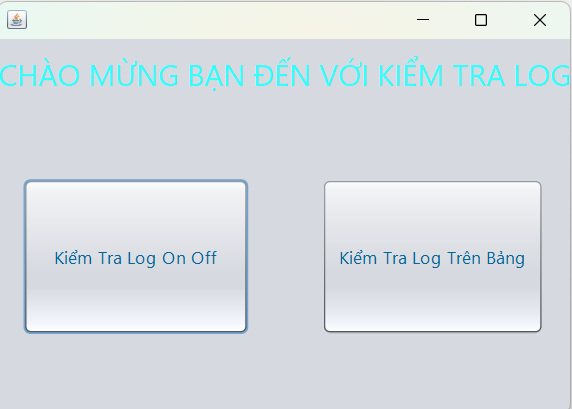 CHÀO MỪNG BẠN ĐẾN VỚI KIỂM TRA LOG
Kiểm Tra Log On Off
Kiểm Tra Log Trên Bảng